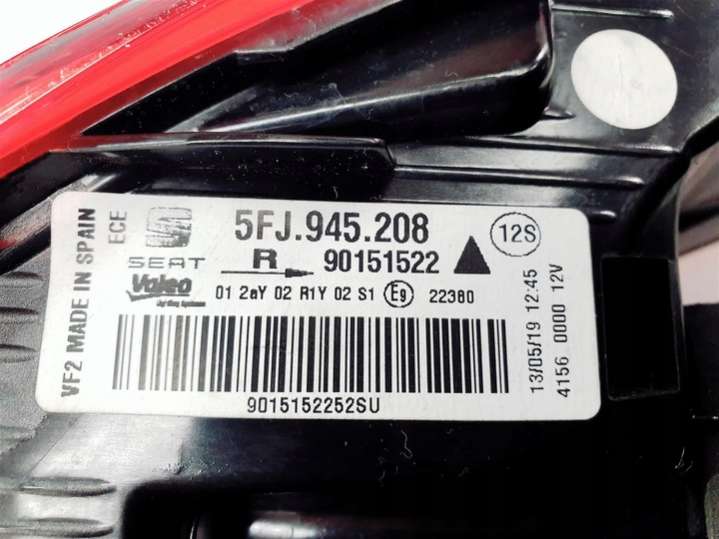 VF2 MADE IN SPAIN
ECE
SEAT
5FJ.945.208
12S
R 90151522
Valeo
01 2aY 02 R1Y 02 S1 E9 22380
9015152252SU
13/05/19 12:45
4156 0000 12V